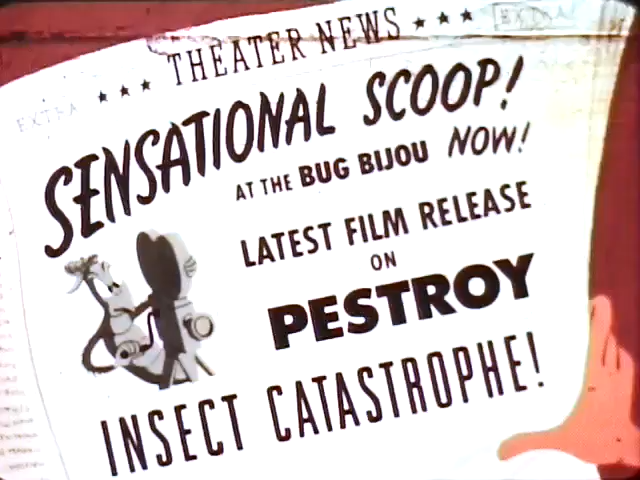 EXTRA ★ ★ ★ THEATER NEWS ★ ★ ★ EXTRA
SENSATIONAL SCOOP!
AT THE BUG BIJOU NOW!
LATEST FILM RELEASE
ON
PESTROY
INSECT CATASTROPHE!